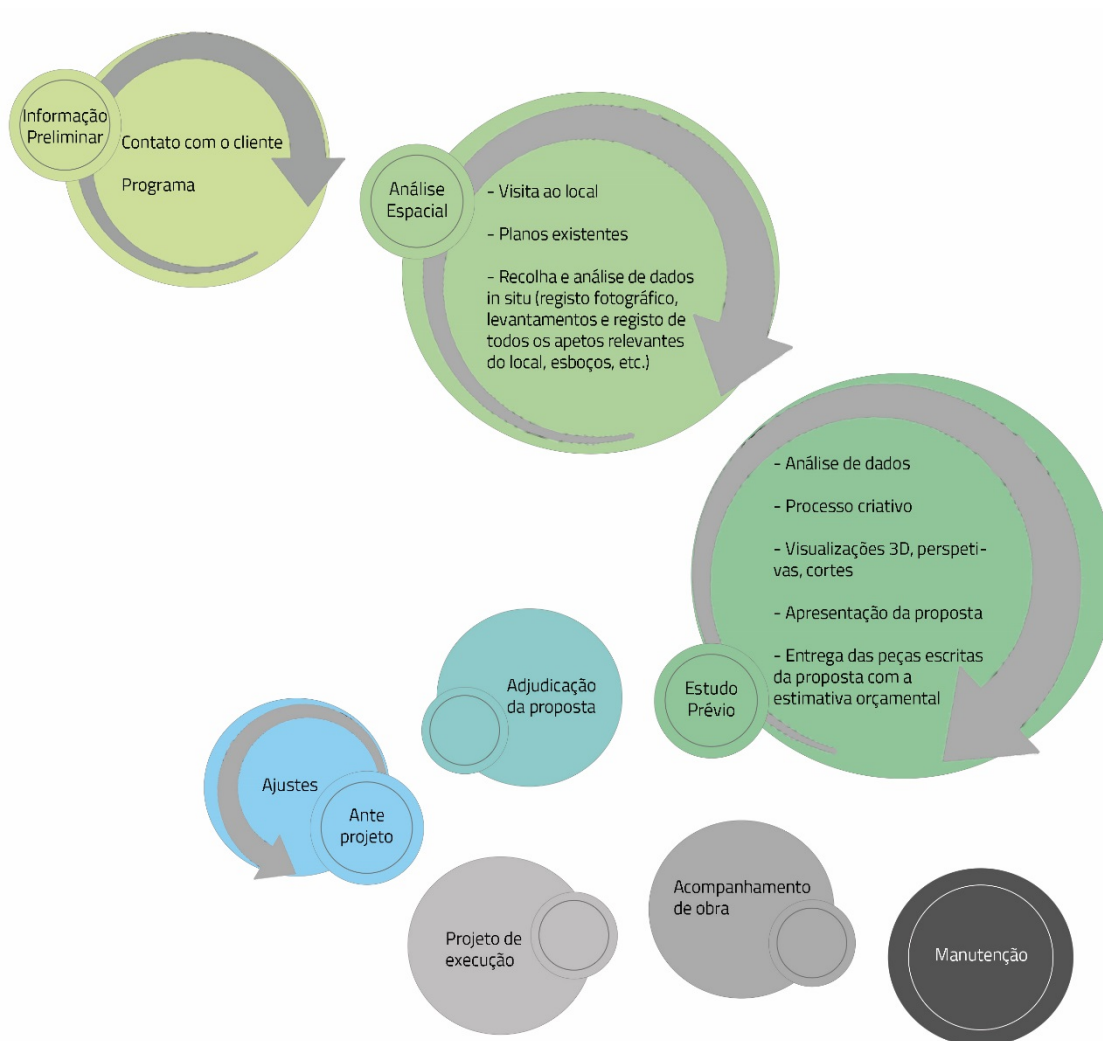 Informação
Preliminar
Contato com o cliente
Programa
Análise
Espacial
- Visita ao local
- Planos existentes
- Recolha e análise de dados
in situ (registo fotográfico,
levantamentos e registo de
todos os apetos relevantes
do local, esboços, etc.)
Estudo
Prévio
- Análise de dados
- Processo criativo
- Visualizações 3D, perspeti-
vas, cortes
- Apresentação da proposta
- Entrega das peças escritas
da proposta com a
estimativa orçamental
Adjudicação
da proposta
Ajustes
Ante
projeto
Projeto de
execução
Acompanhamento
de obra
Manutenção